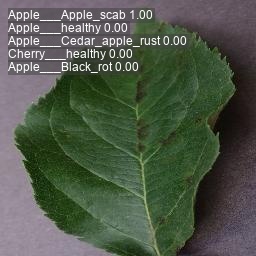 Apple___Apple_scab 1.00
Apple___healthy 0.00
Apple___Cedar_apple_rust 0.00
Cherry___healthy 0.00
Apple___Black_rot 0.00